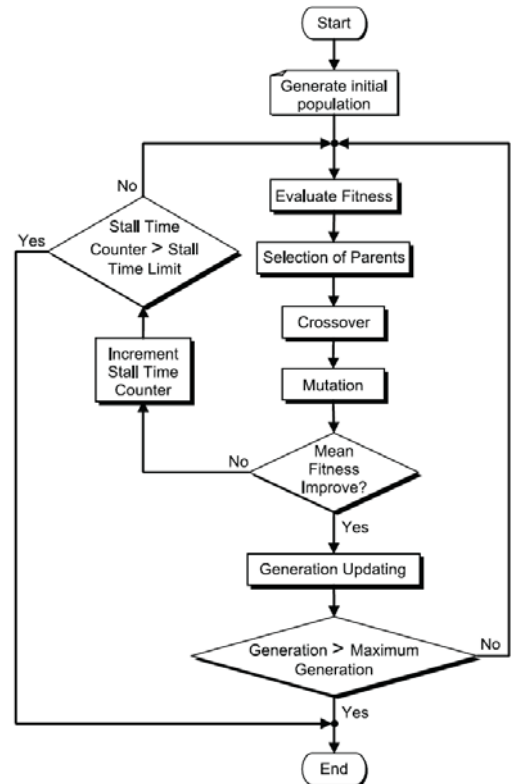 Start
Generate initial
population
Evaluate Fitness
Selection of Parents
Crossover
Mutation
Mean
Fitness
Improve?
No
Increment
Stall Time
Counter
Stall Time
Counter > Stall
Time Limit
No
Yes
Yes
Generation Updating
Generation > Maximum
Generation
No
Yes
End